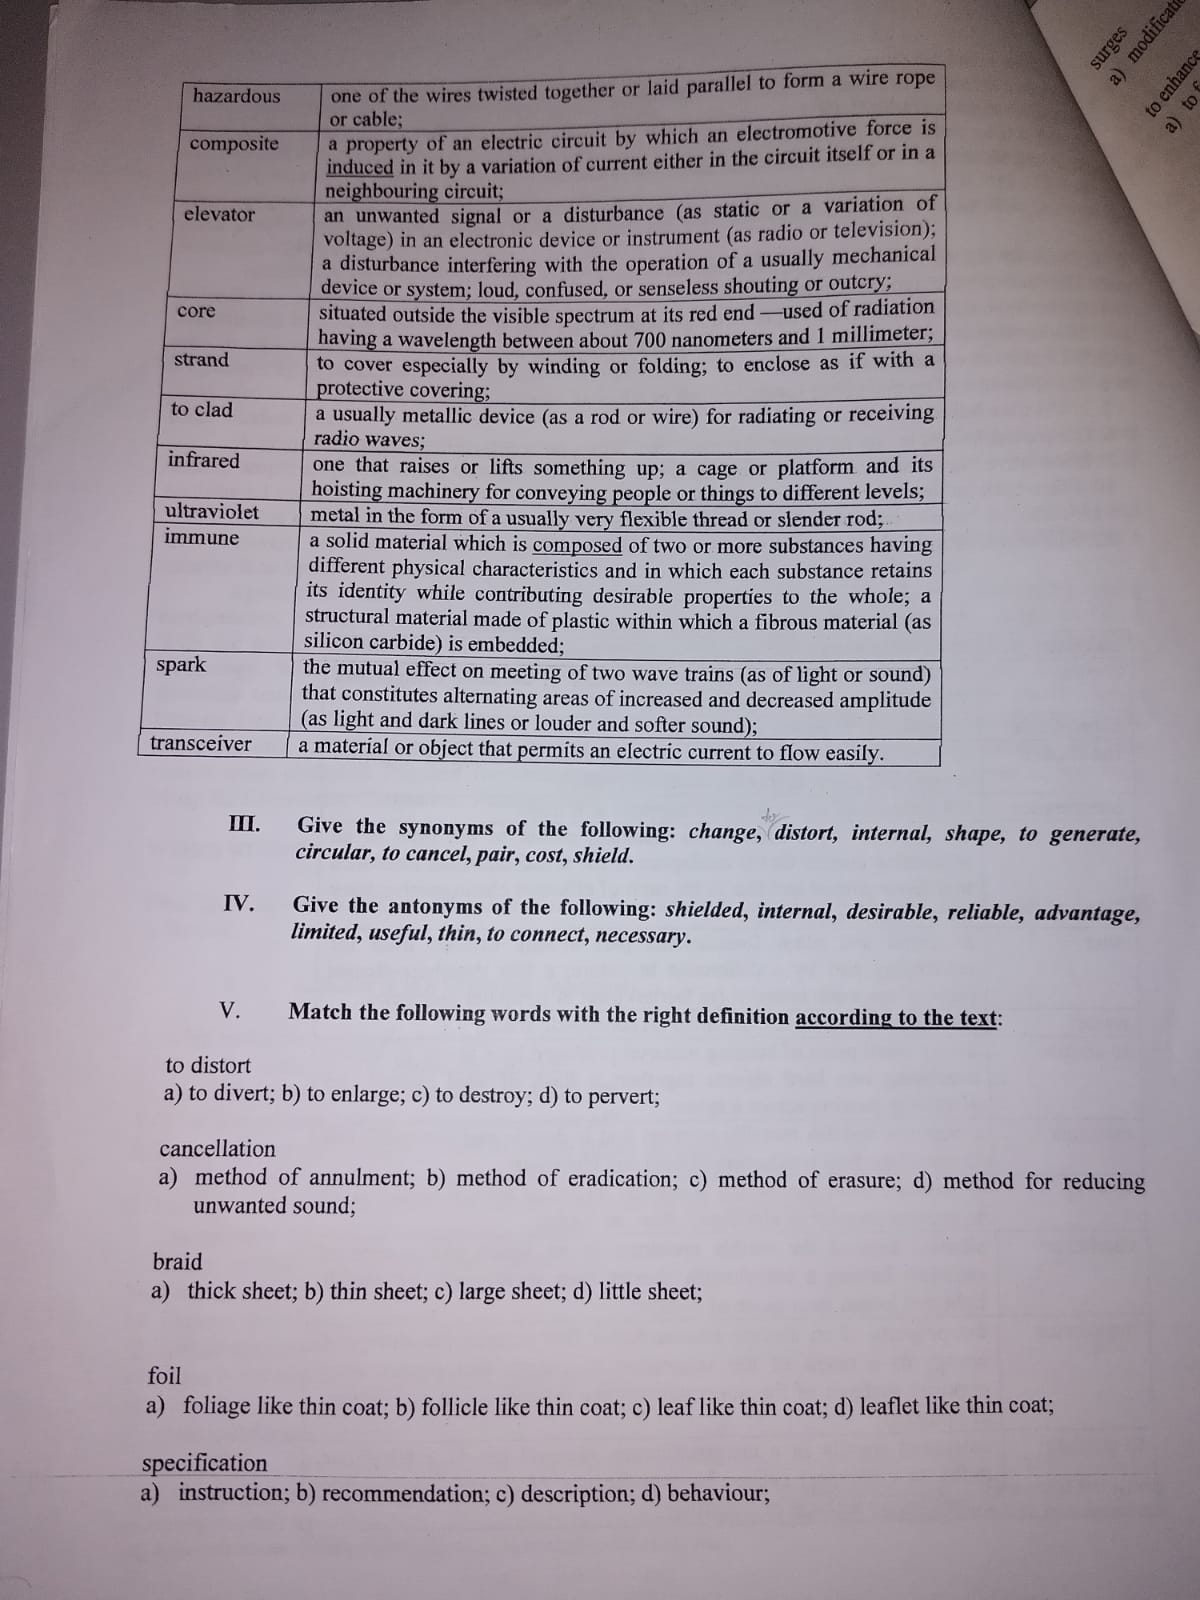 surges
a) modificati
to enhance
a) to
hazardous one of the wires twisted together or laid parallel to form a wire rope
or cable;
composite a property of an electric circuit by which an electromotive force is
induced in it by a variation of current either in the circuit itself or in a
neighbouring circuit;
elevator an unwanted signal or a disturbance (as static or a variation of
voltage) in an electronic device or instrument (as radio or television);
a disturbance interfering with the operation of a usually mechanical
device or system; loud, confused, or senseless shouting or outcry;
core situated outside the visible spectrum at its red end —used of radiation
having a wavelength between about 700 nanometers and 1 millimeter;
strand to cover especially by winding or folding; to enclose as if with a
protective covering;
to clad a usually metallic device (as a rod or wire) for radiating or receiving
radio waves;
infrared one that raises or lifts something up; a cage or platform and its
hoisting machinery for conveying people or things to different levels;
ultraviolet metal in the form of a usually very flexible thread or slender rod;
immune a solid material which is composed of two or more substances having
different physical characteristics and in which each substance retains
its identity while contributing desirable properties to the whole; a
structural material made of plastic within which a fibrous material (as
silicon carbide) is embedded;
spark the mutual effect on meeting of two wave trains (as of light or sound)
that constitutes alternating areas of increased and decreased amplitude
(as light and dark lines or louder and softer sound);
transceiver a material or object that permits an electric current to flow easily.
III. Give the synonyms of the following: change, distort, internal, shape, to generate,
circular, to cancel, pair, cost, shield.
IV. Give the antonyms of the following: shielded, internal, desirable, reliable, advantage,
limited, useful, thin, to connect, necessary.
V. Match the following words with the right definition according to the text:
to distort
a) to divert; b) to enlarge; c) to destroy; d) to pervert;
cancellation
a) method of annulment; b) method of eradication; c) method of erasure; d) method for reducing
unwanted sound;
braid
a) thick sheet; b) thin sheet; c) large sheet; d) little sheet;
foil
a) foliage like thin coat; b) follicle like thin coat; c) leaf like thin coat; d) leaflet like thin coat;
specification
a) instruction; b) recommendation; c) description; d) behaviour;